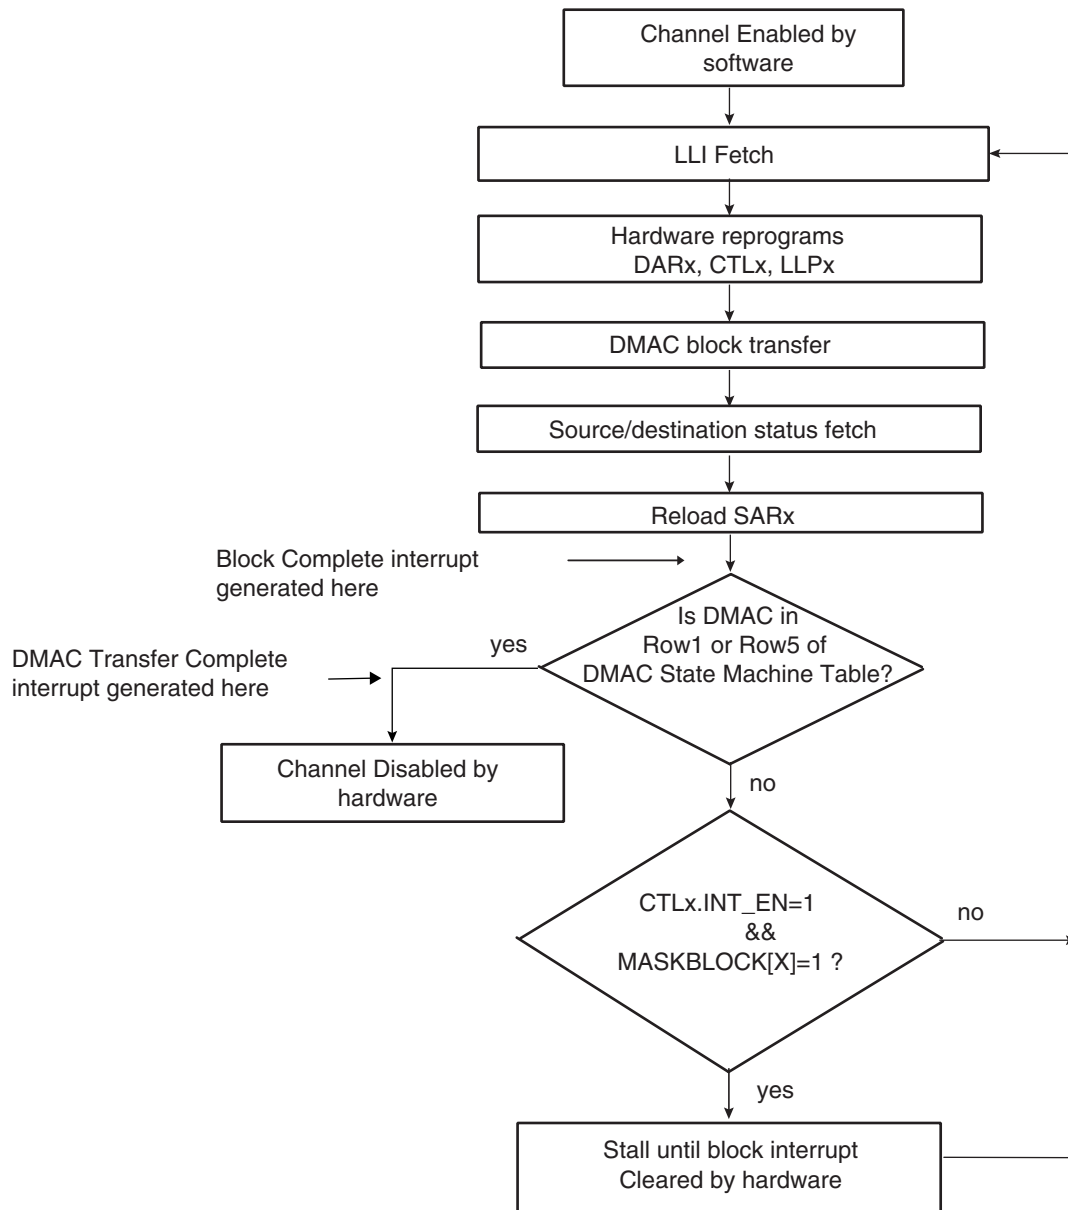 Channel Enabled by
software
LLI Fetch
Hardware reprograms
DARx, CTLx, LLPx
DMAC block transfer
Source/destination status fetch
Reload SARx
Block Complete interrupt
generated here
Is DMAC in
Row1 or Row5 of
DMAC State Machine Table?
yes
DMAC Transfer Complete
interrupt generated here
Channel Disabled by
hardware
no
CTLx.INT_EN=1
&&
MASKBLOCK[X]=1 ?
no
yes
Stall until block interrupt
Cleared by hardware